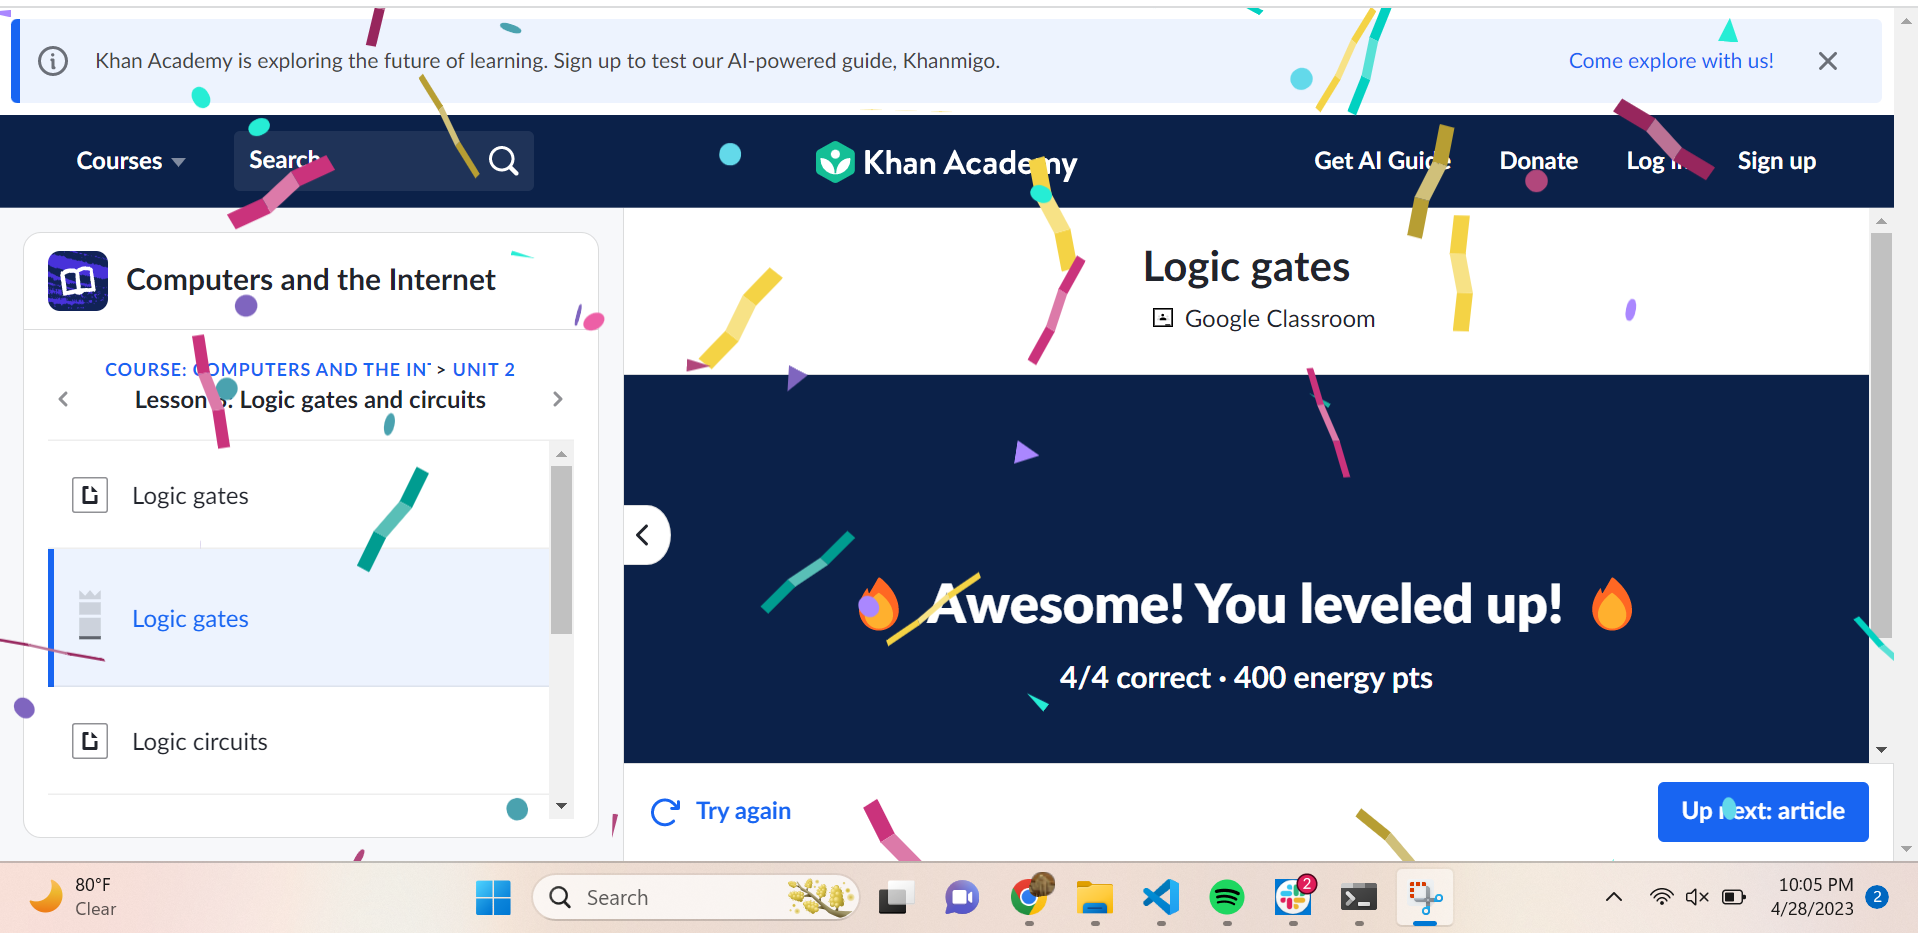 Khan Academy is exploring the future of learning. Sign up to test our AI-powered guide, Khanmigo.
Come explore with us!
Courses
Search
Khan Academy
Get AI Guide
Donate
Log in
Sign up
Computers and the Internet
COURSE: COMPUTERS AND THE IN > UNIT 2
Lesson : Logic gates and circuits
Logic gates
Logic gates
Logic circuits
Logic gates
Google Classroom
Awesome! You leveled up!
4/4 correct · 400 energy pts
Try again
Up next: article
80°F
Clear
Search
2
10:05 PM
4/28/2023
2